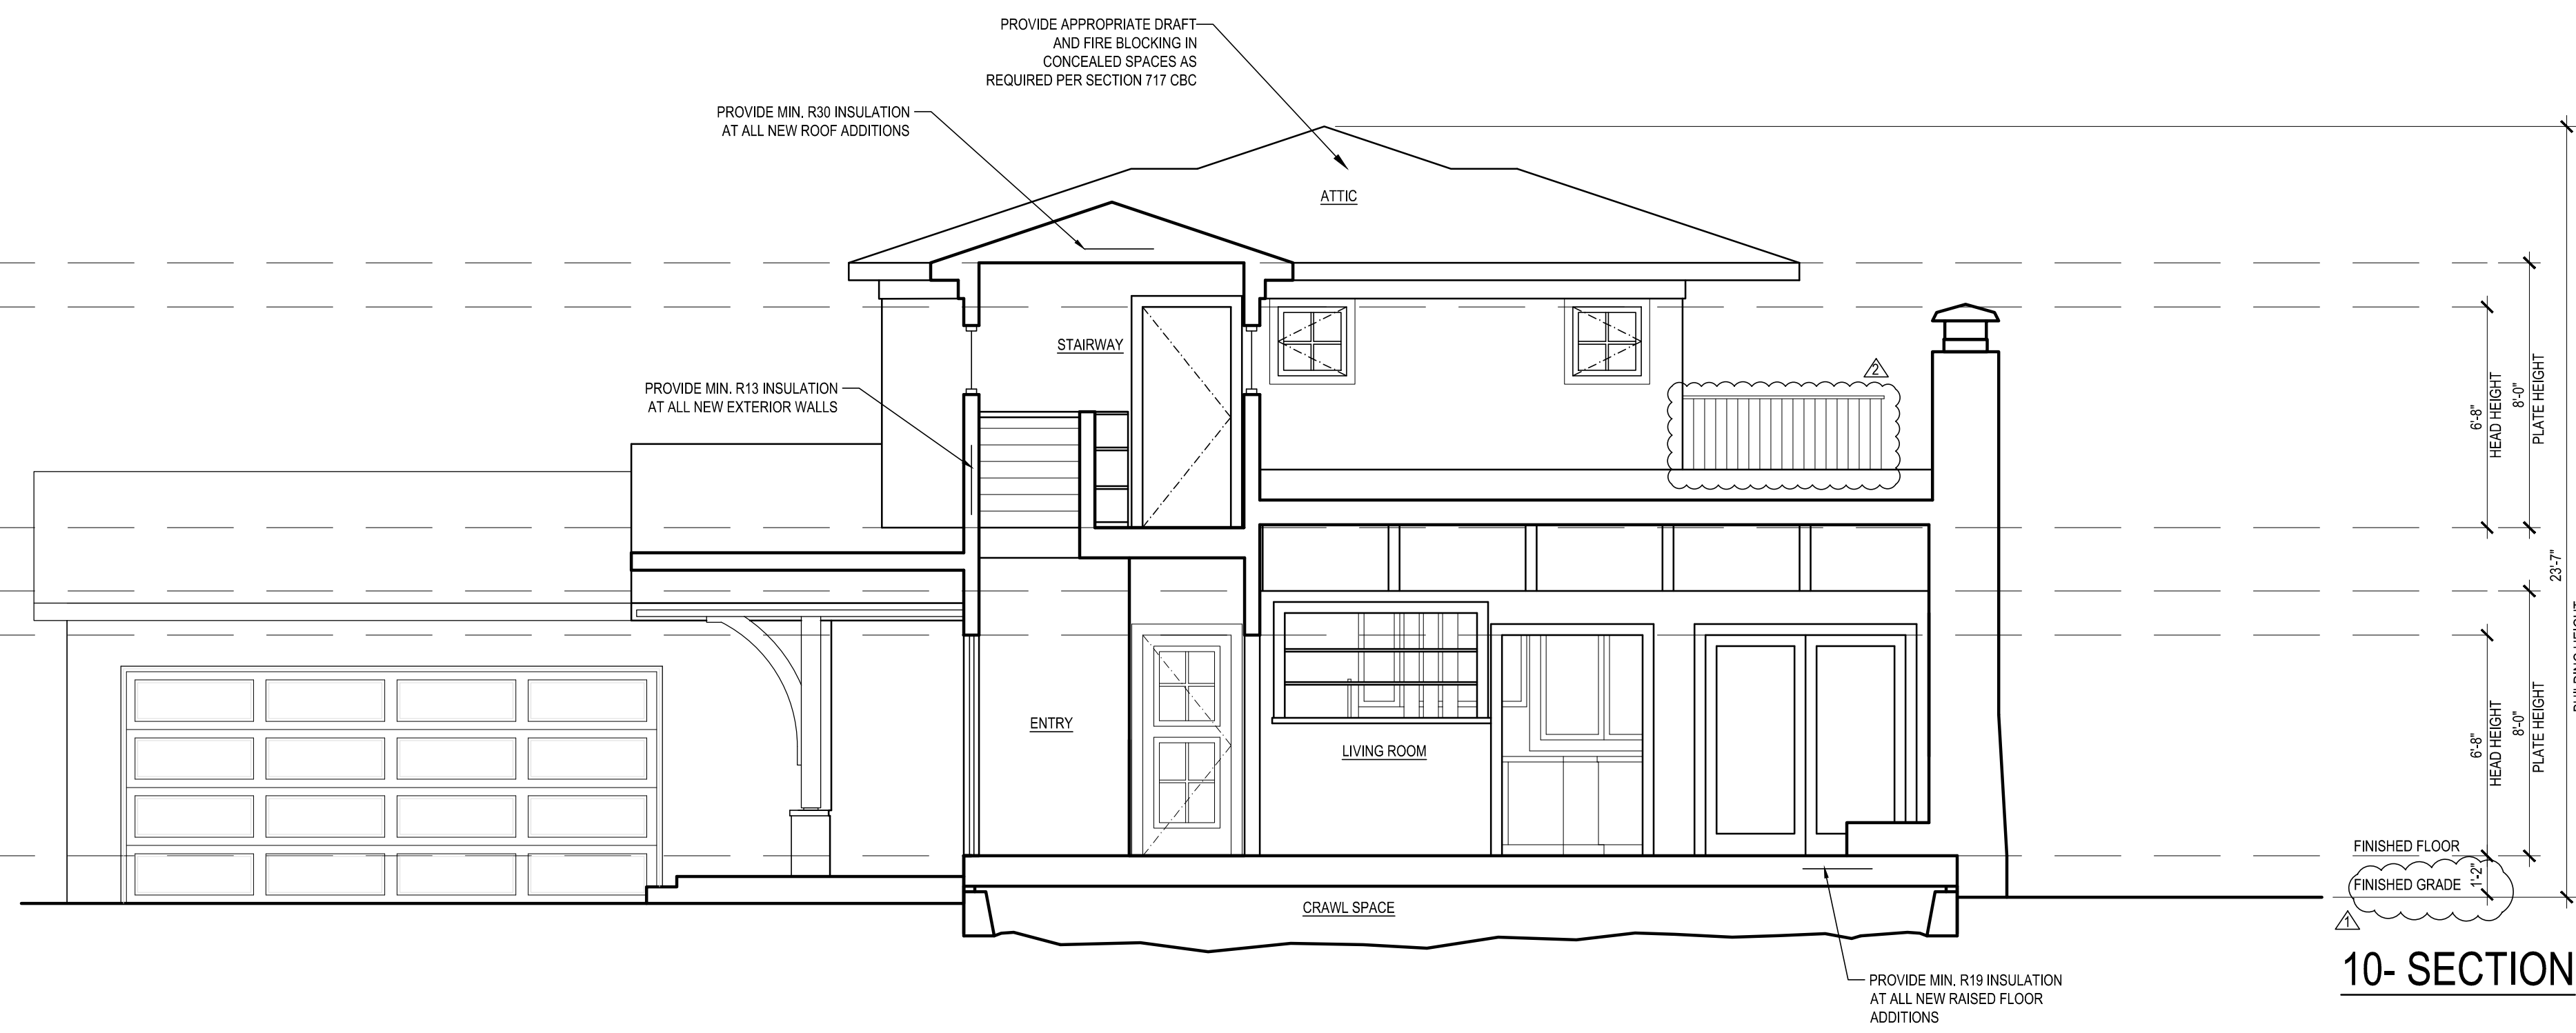 PROVIDE APPROPRIATE DRAFT
AND FIRE BLOCKING IN
CONCEALED SPACES AS
REQUIRED PER SECTION 717 CBC
PROVIDE MIN. R30 INSULATION
AT ALL NEW ROOF ADDITIONS
ATTIC
STAIRWAY
PROVIDE MIN. R13 INSULATION
AT ALL NEW EXTERIOR WALLS
2
6'-8"
HEAD HEIGHT
8'-0"
PLATE HEIGHT
23'-7"
ENTRY
LIVING ROOM
6'-8"
HEAD HEIGHT
8'-0"
PLATE HEIGHT
FINISHED FLOOR
FINISHED GRADE
1'-2"
1
CRAWL SPACE
10- SECTION
PROVIDE MIN. R19 INSULATION
AT ALL NEW RAISED FLOOR
ADDITIONS